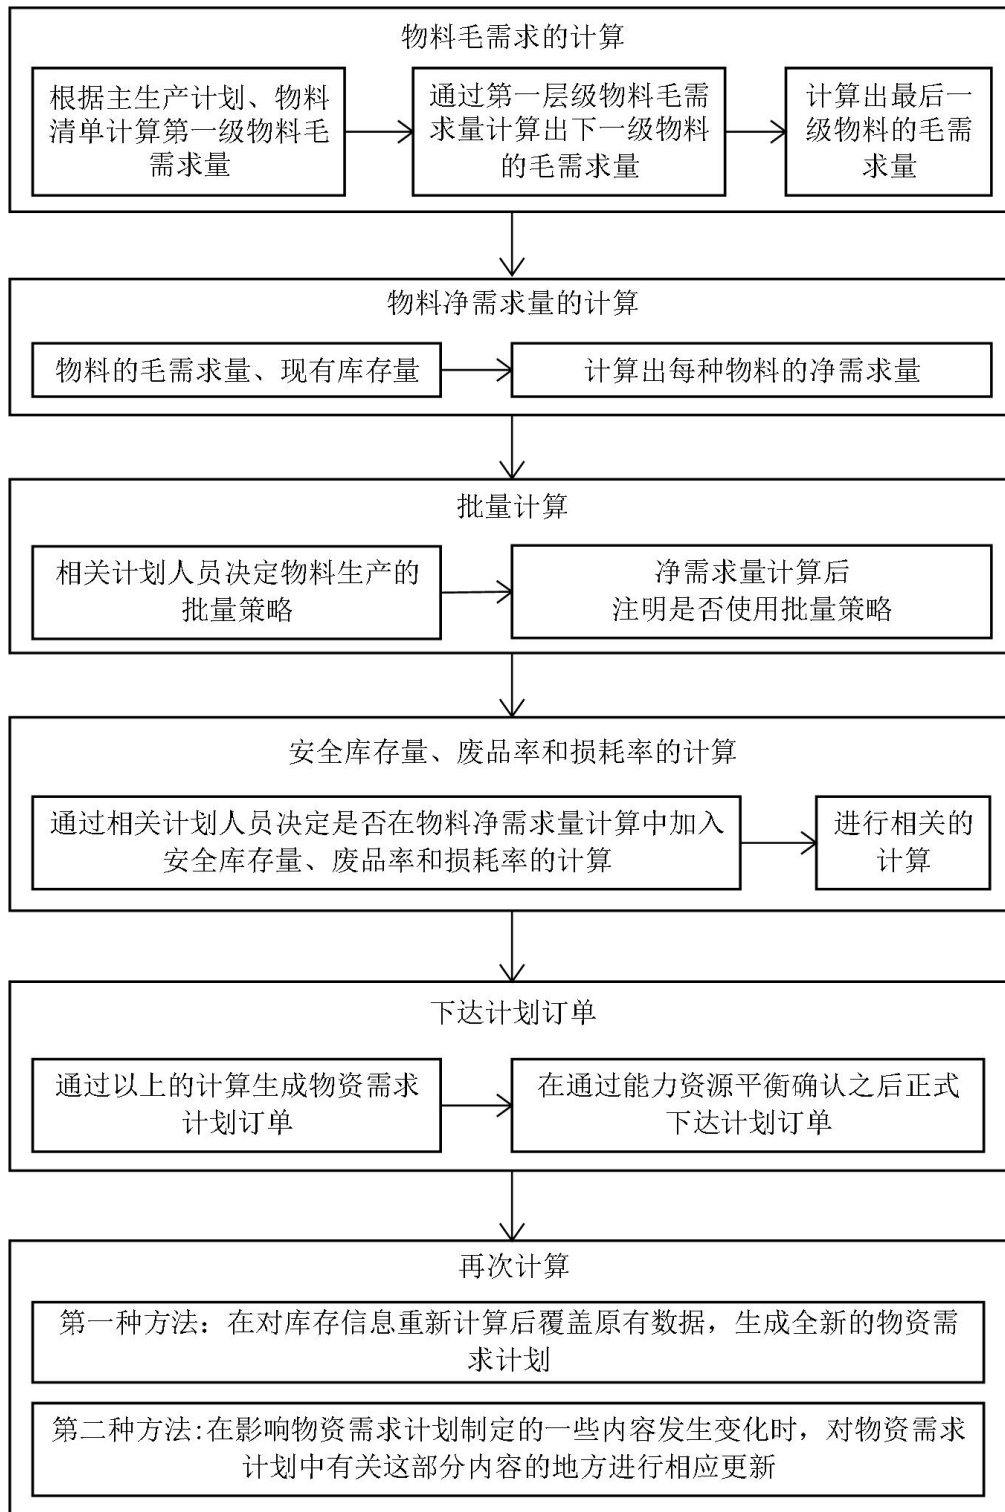 物料毛需求的计算
根据主生产计划、物料
清单计算第一级物料毛
需求量
通过第一层级物料毛需
求量计算出下一级物料
的毛需求量
计算出最后一
级物料的毛需
求量
物料净需求量的计算
物料的毛需求量、现有库存量
计算出每种物料的净需求量
批量计算
相关计划人员决定物料生产的
批量策略
净需求量计算后
注明是否使用批量策略
安全库存量、废品率和损耗率的计算
通过相关计划人员决定是否在物料净需求量计算中加入
安全库存量、废品率和损耗率的计算
进行相关的
计算
下达计划订单
通过以上的计算生成物资需求
计划订单
在通过能力资源平衡确认之后正式
下达计划订单
再次计算
第一种方法：在对库存信息重新计算后覆盖原有数据，生成全新的物资需
求计划
第二种方法:在影响物资需求计划制定的一些内容发生变化时，对物资需求
计划中有关这部分内容的地方进行相应更新